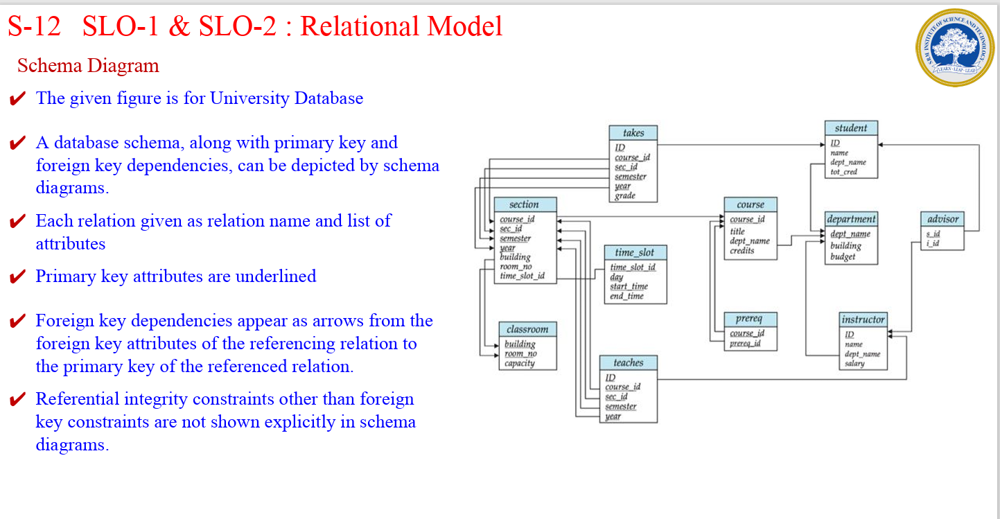 S-12 SLO-1 & SLO-2 : Relational Model
SRM INSTITUTE OF SCIENCE AND TECHNOLOGY
LEARN - LEAP - LEAD
Schema Diagram
✔ The given figure is for University Database
✔ A database schema, along with primary key and
foreign key dependencies, can be depicted by schema
diagrams.
✔ Each relation given as relation name and list of
attributes
✔ Primary key attributes are underlined
✔ Foreign key dependencies appear as arrows from the
foreign key attributes of the referencing relation to
the primary key of the referenced relation.
✔ Referential integrity constraints other than foreign
key constraints are not shown explicitly in schema
diagrams.
takes
ID
course_id
sec_id
semester
year
grade
student
ID
name
dept_name
tot_cred
section
course_id
sec_id
semester
year
building
room_no
time_slot_id
course
course_id
title
dept_name
credits
department
dept_name
building
budget
advisor
s_id
i_id
time_slot
time_slot_id
day
start_time
end_time
classroom
building
room_no
capacity
prereq
course_id
prereq_id
instructor
ID
name
dept_name
salary
teaches
ID
course_id
sec_id
semester
year